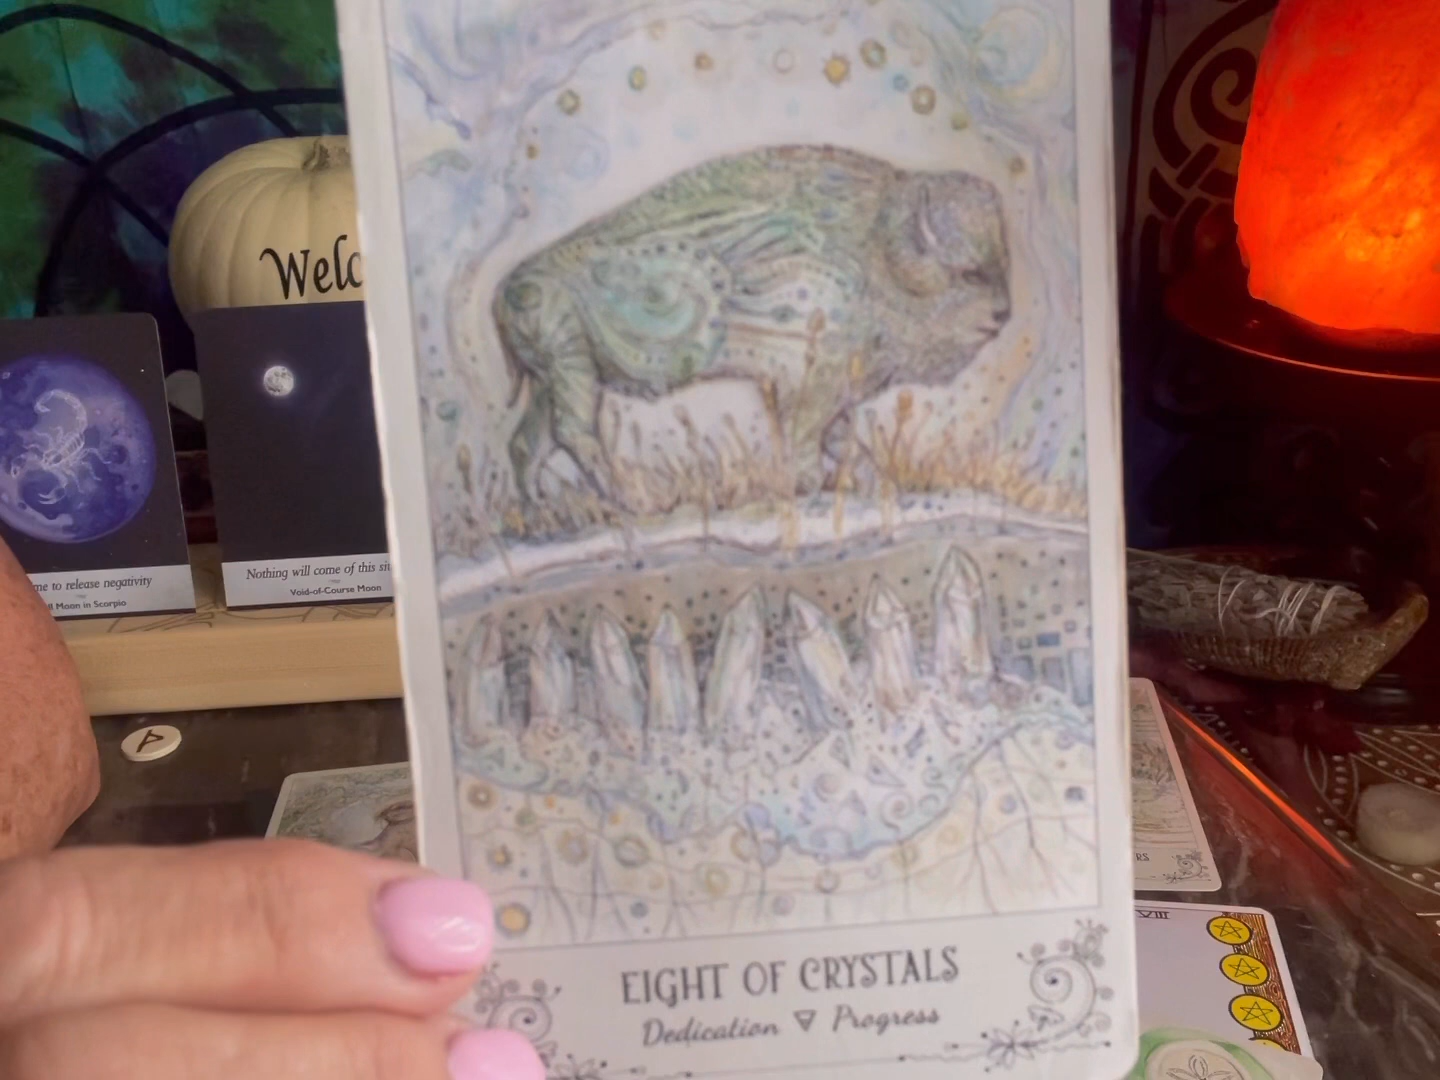 Welc
me to release negativity
ll Moon in Scorpio
Nothing will come of this si
Void-of-Course Moon
EIGHT OF CRYSTALS
Dedication Progress
RS
VIII